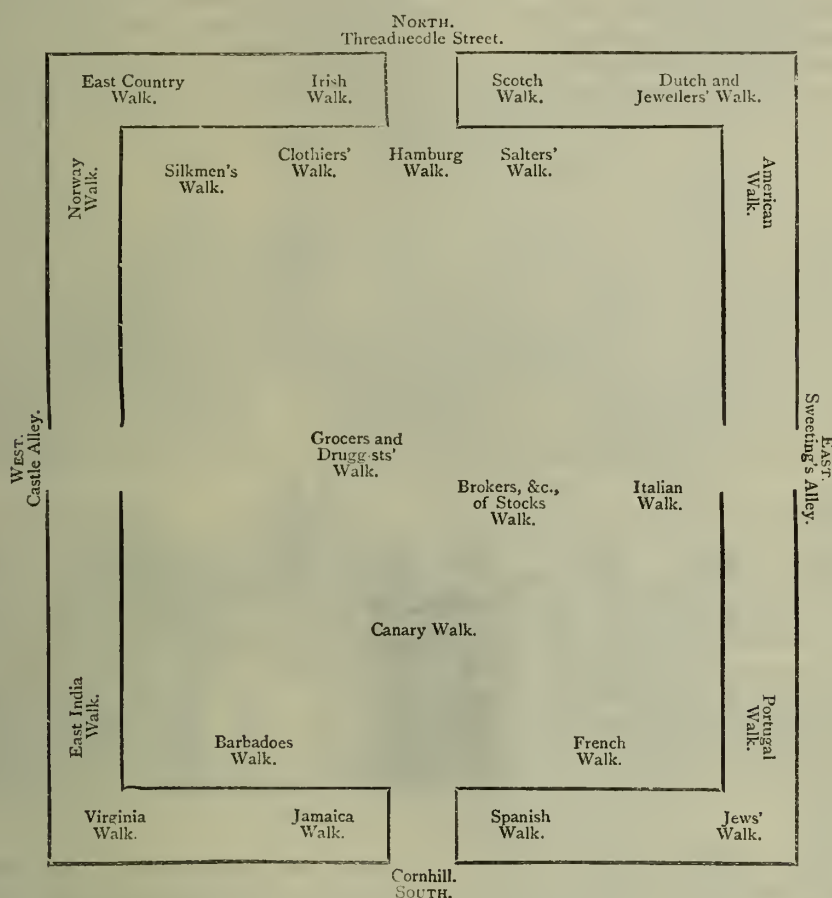 NORTH.
Threadneedle Street.
East Country
Walk.
Irish
Walk.
Scotch
Walk.
Dutch and
Jewellers' Walk.
Norway
Walk.
Silkmen's
Walk.
Clothiers'
Walk.
Hamburg
Walk.
Salters'
Walk.
American
Walk.
WEST.
Castle Alley.
Grocers and
Druggists'
Walk.
Brokers, &c.,
of Stocks
Walk.
Italian
Walk.
EAST.
Sweeting's Alley.
Canary Walk.
East India
Walk.
Barbadoes
Walk.
French
Walk.
Portugal
Walk.
Virginia
Walk.
Jamaica
Walk.
Spanish
Walk.
Jews'
Walk.
Cornhill.
SOUTH.